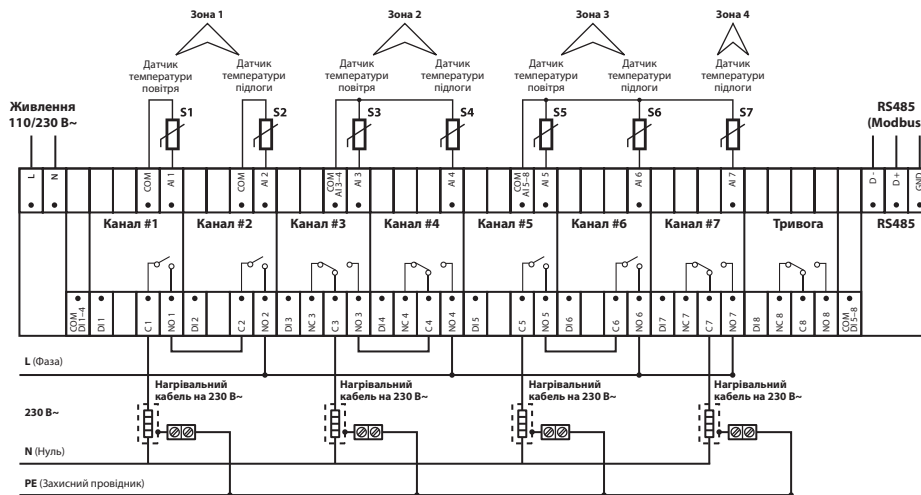 Зона 1
Зона 2
Зона 3
Зона 4
Датчик температури повітря
Датчик температури підлоги
Датчик температури повітря
Датчик температури підлоги
Датчик температури повітря
Датчик температури підлоги
Датчик температури підлоги
Живлення
110/230 В~
S1
S2
S3
S4
S5
S6
S7
RS485
(Modbus
L
N
COM
AI 1
COM
AI 2
COM
AI 3–4
AI 3
AI 4
COM
AI 5–8
AI 5
AI 6
AI 7
D -
D +
GND
Канал #1
Канал #2
Канал #3
Канал #4
Канал #5
Канал #6
Канал #7
Тривога
RS485
COM
DI 1–4
DI 1
C 1
NO 1
DI 2
C 2
NO 2
DI 3
NC 3
C 3
NO 3
DI 4
NC 4
C 4
NO 4
DI 5
C 5
NO 5
DI 6
C 6
NO 6
DI 7
NC 7
C 7
NO 7
DI 8
NC 8
C 8
NO 8
COM
DI 5–8
L (Фаза)
Нагрівальний
кабель на 230 В~
Нагрівальний
кабель на 230 В~
Нагрівальний
кабель на 230 В~
Нагрівальний
кабель на 230 В~
230 В~
N (Нуль)
PE (Захисний провідник)